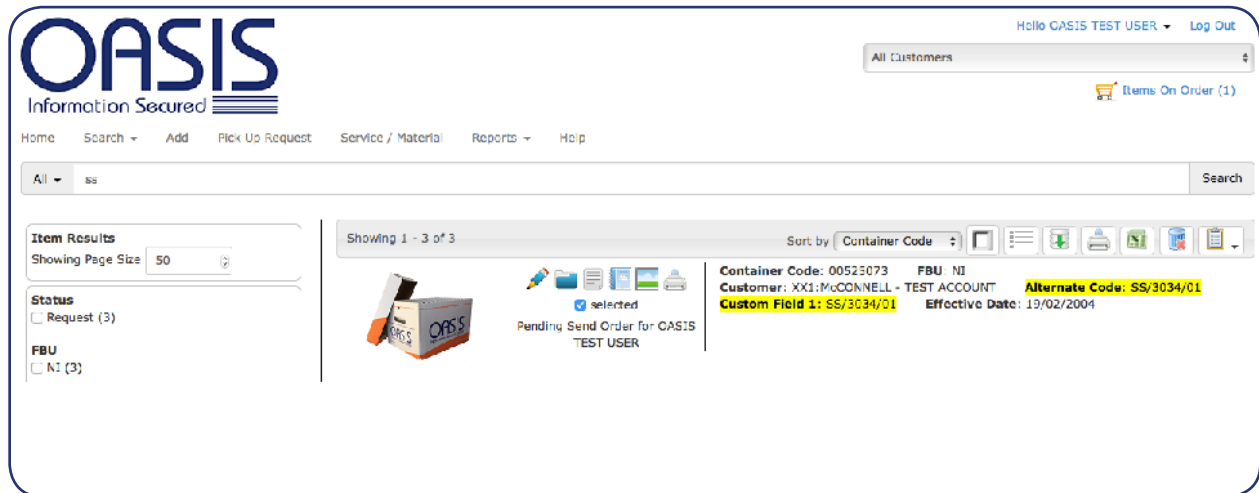 Hello OASIS TEST USER Log Out
OASIS
Information Secured
All Customers
Items On Order (1)
Home Search Add Pick Up Request Service / Material Reports Help
All ss Search
Item Results
Showing Page Size 50
Status
Request (3)
FBU
NI (3)
Showing 1 - 3 of 3
Sort by Container Code
OASIS
OASIS
selected
Pending Send Order for OASIS
TEST USER
Container Code: 00525073 FBU: NI
Customer: XX1:McCONNELL - TEST ACCOUNT Alternate Code: SS/3034/01
Custom Field 1: SS/3034/01 Effective Date: 19/02/2004